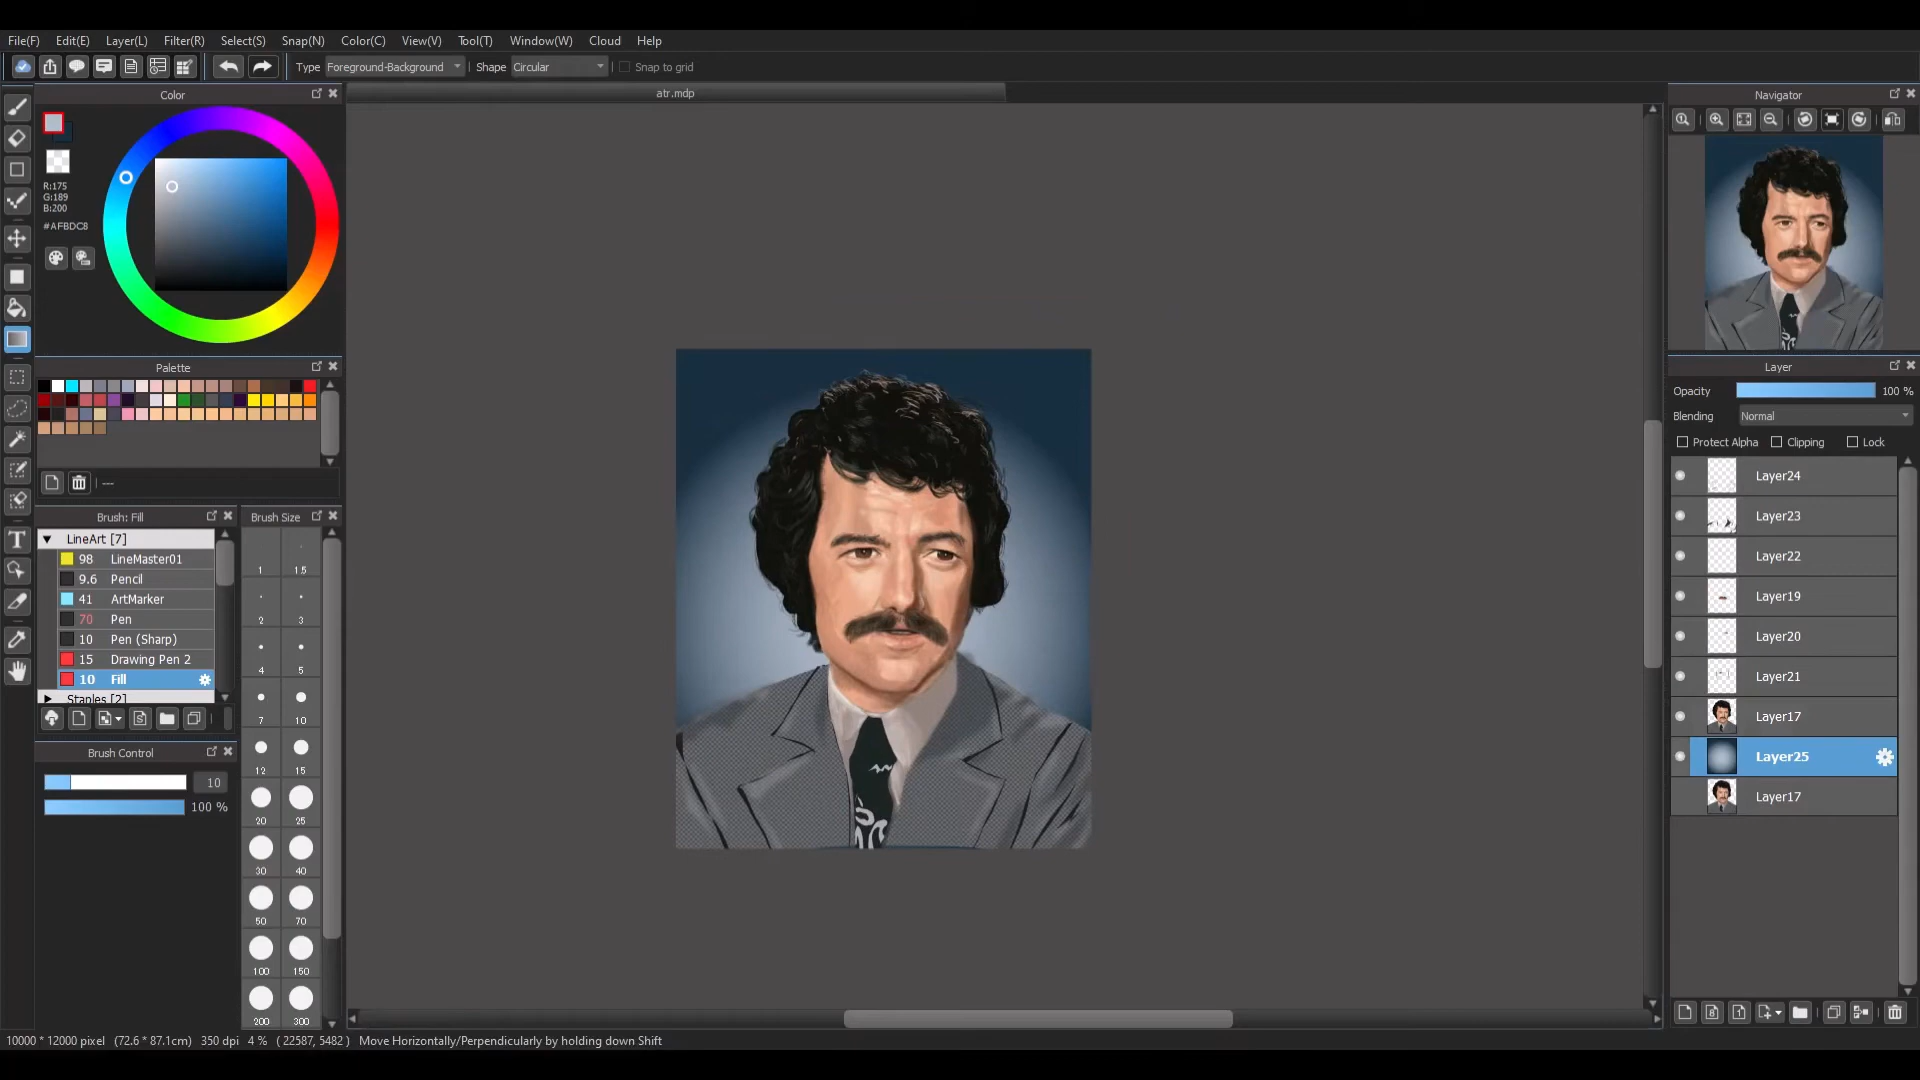 File(F) Edit(E) Layer(L) Filter(R) Select(S) Snap(N) Color(C) View(V) Tool(T) Window(W) Cloud Help
Type Foreground-Background Shape Circular Snap to grid
Color
atr.mdp
Navigator
R:175
G:189
B:200
#AFBDC8
Palette
---
Brush: Fill
LineArt [7]
98 LineMaster01
9.6 Pencil
41 ArtMarker
70 Pen
10 Pen (Sharp)
15 Drawing Pen 2
10 Fill
Staples [2]
Brush Control
10
100 %
Brush Size
1 1.5
2 3
4 5
7 10
12 15
20 25
30 40
50 70
100 150
200 300
Layer
Opacity 100 %
Blending Normal
Protect Alpha Clipping Lock
Layer24
Layer23
Layer22
Layer19
Layer20
Layer21
Layer17
Layer25
Layer17
10000 * 12000 pixel (72.6 * 87.1cm) 350 dpi 4 % ( 22587, 5482 ) Move Horizontally/Perpendicularly by holding down Shift